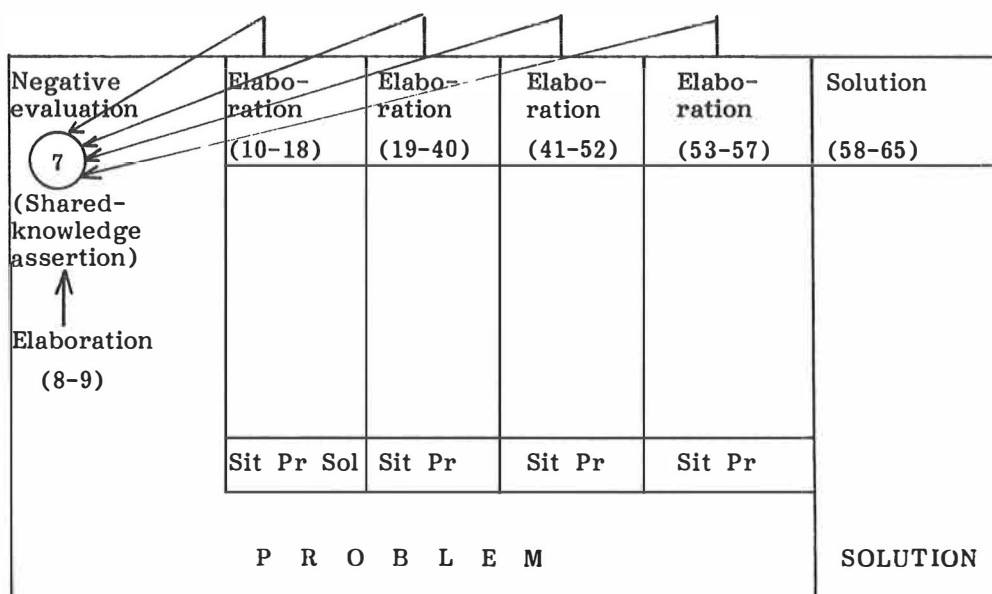 Negative
evaluation
7
(Shared-
knowledge
assertion)
Elaboration
(8-9)
Elabo-
ration
(10-18)
Elabo-
ration
(19-40)
Elabo-
ration
(41-52)
Elabo-
ration
(53-57)
Solution
(58-65)
Sit Pr Sol
Sit Pr
Sit Pr
Sit Pr
P R O B L E M
SOLUTION